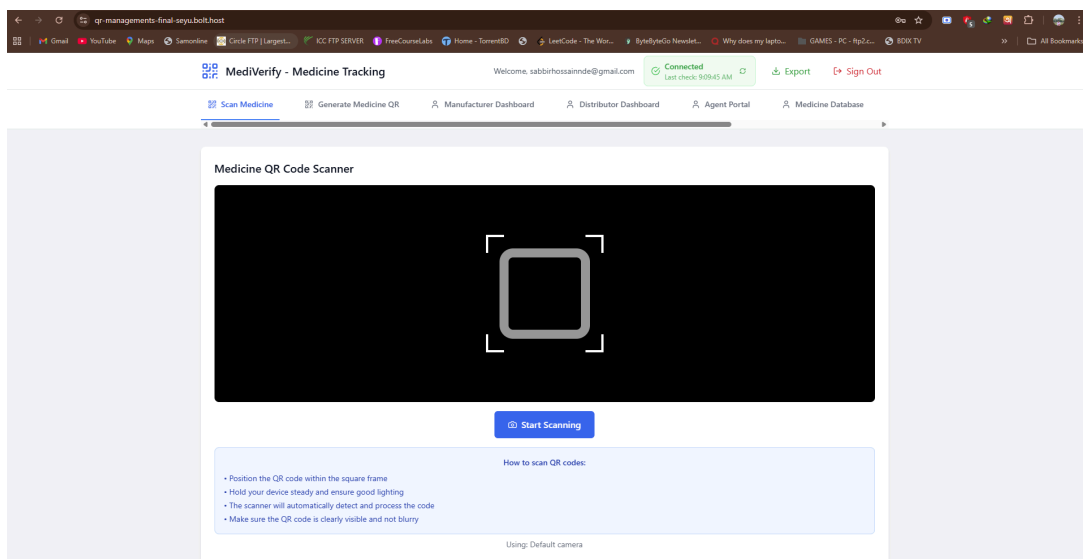 qr-managements-final-seyu.bolt.host
Gmail YouTube Maps Samonline Circle FTP | Largest... ICC FTP SERVER FreeCourseLabs Home - TorrentBD LeetCode - The Wor... ByteByteGo Newslet... Why does my lapto... GAMES - PC - ftp2.c... BDIX TV » All Bookmarks
MediVerify - Medicine Tracking Welcome, sabbirhossainnde@gmail.com Connected Export Sign Out
Last check: 9:09:45 AM
Scan Medicine Generate Medicine QR Manufacturer Dashboard Distributor Dashboard Agent Portal Medicine Database
Medicine QR Code Scanner
Start Scanning
How to scan QR codes:
• Position the QR code within the square frame
• Hold your device steady and ensure good lighting
• The scanner will automatically detect and process the code
• Make sure the QR code is clearly visible and not blurry
Using: Default camera